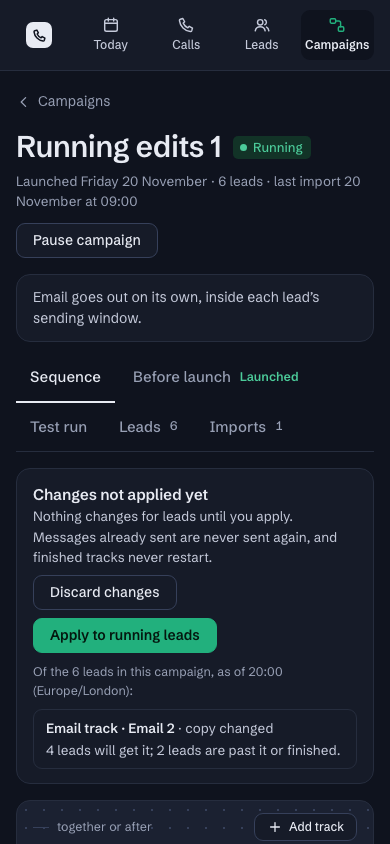 Today
Calls
Leads
Campaigns
Campaigns
Running edits 1
Running
Launched Friday 20 November · 6 leads · last import 20
November at 09:00
Pause campaign
Email goes out on its own, inside each lead’s
sending window.
Sequence
Before launch Launched
Test run
Leads 6
Imports 1
Changes not applied yet
Nothing changes for leads until you apply.
Messages already sent are never sent again, and
finished tracks never restart.
Discard changes
Apply to running leads
Of the 6 leads in this campaign, as of 20:00
(Europe/London):
Email track · Email 2 · copy changed
4 leads will get it; 2 leads are past it or finished.
together or after
Add track